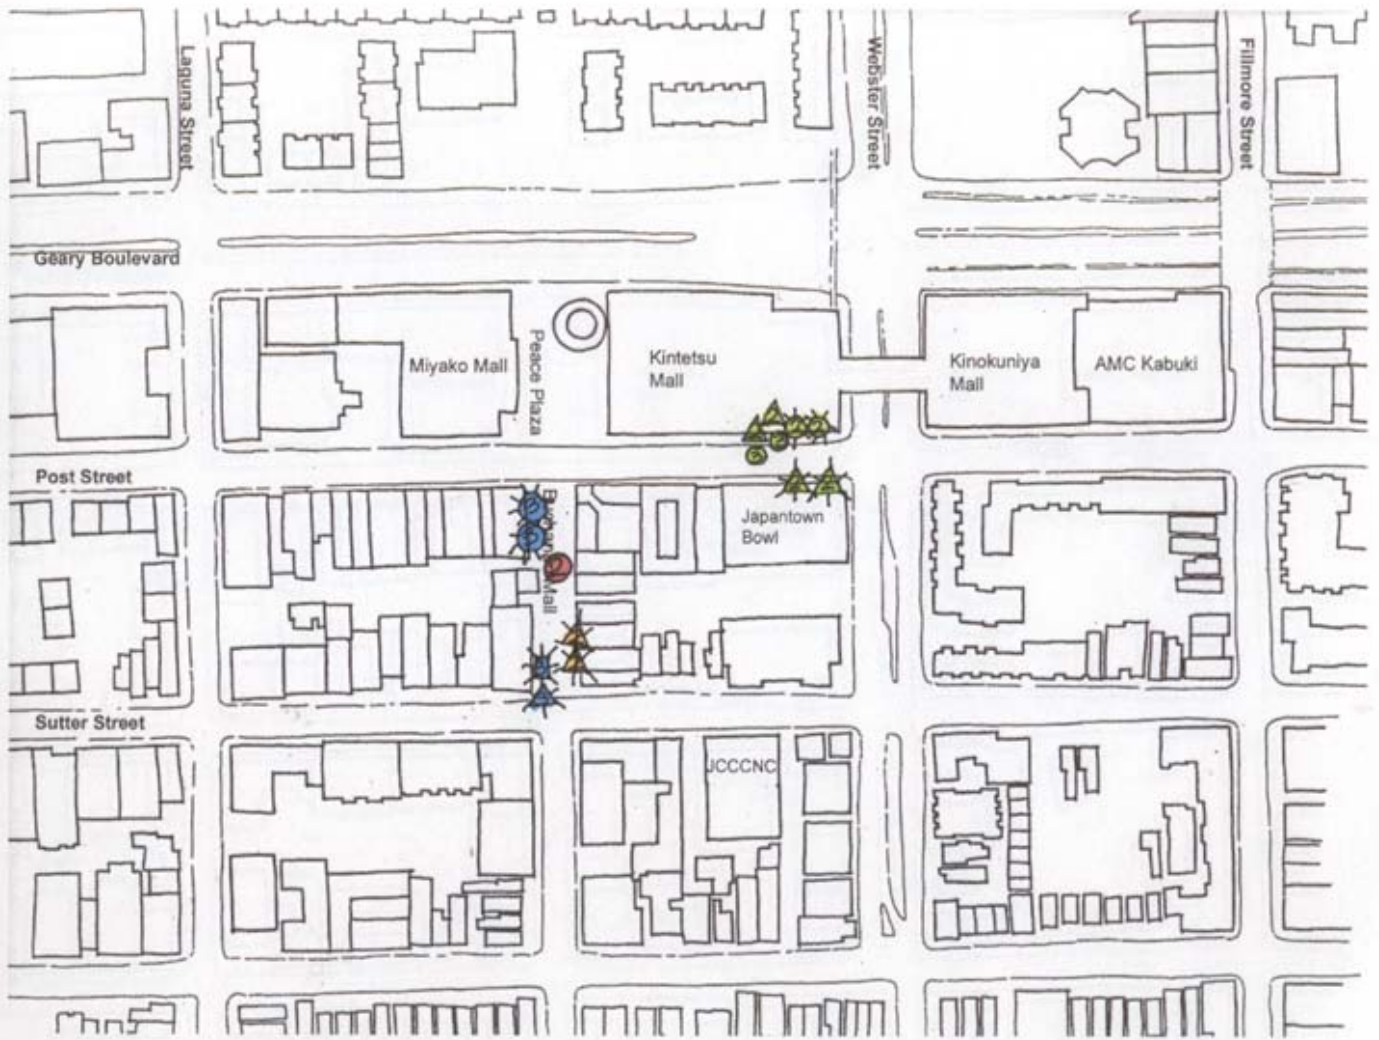 Laguna Street
Webster Street
Fillmore Street
Geary Boulevard
Miyako Mall
Peace Plaza
Kintetsu
Mall
Kinokuniya
Mall
AMC Kabuki
Post Street
Mall
Japantown
Bowl
Sutter Street
JCCCNC